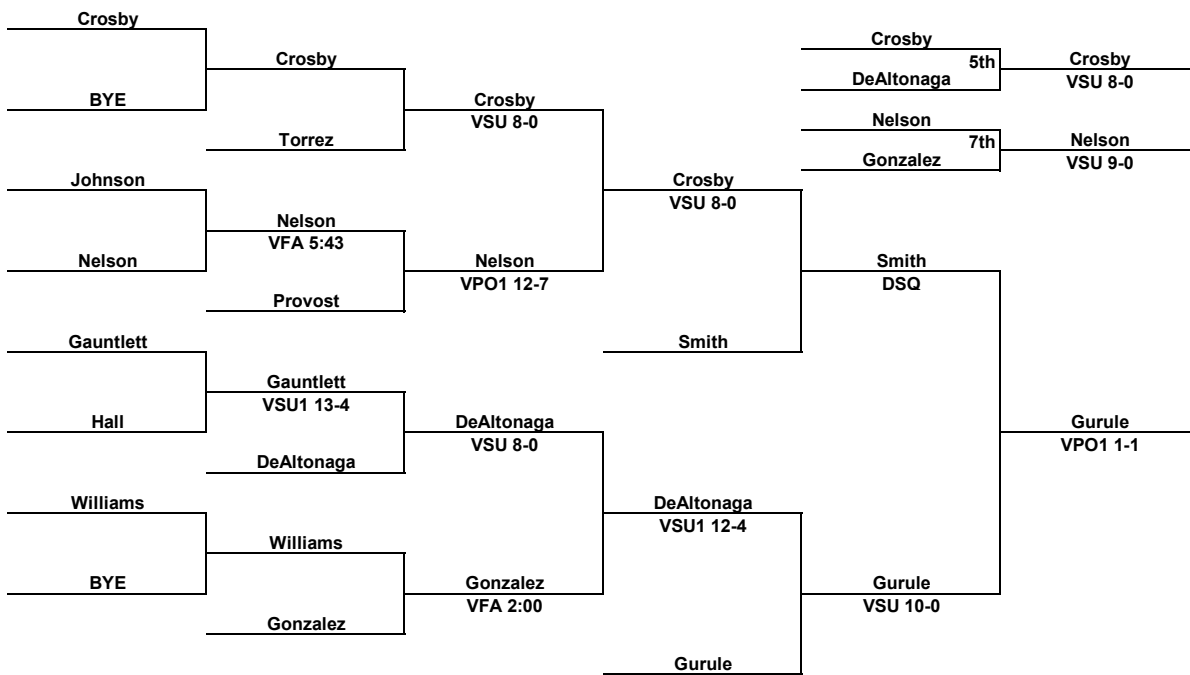 Crosby
Crosby
Crosby
5th
Crosby
DeAltonaga
VSU 8-0
BYE
Crosby
VSU 8-0
Nelson
Torrez
7th
Nelson
Gonzalez
VSU 9-0
Johnson
Crosby
VSU 8-0
Nelson
VFA 5:43
Nelson
Nelson
VPO1 12-7
Smith
DSQ
Provost
Gauntlett
Smith
Gauntlett
VSU1 13-4
Hall
DeAltonaga
VSU 8-0
Gurule
VPO1 1-1
DeAltonaga
Williams
DeAltonaga
VSU1 12-4
Williams
BYE
Gonzalez
VFA 2:00
Gurule
VSU 10-0
Gonzalez
Gurule